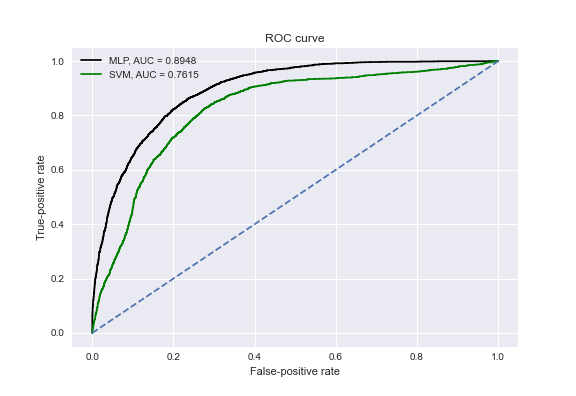 ROC curve
MLP, AUC = 0.8948
SVM, AUC = 0.7615
True-positive rate
1.0
0.8
0.6
0.4
0.2
0.0
0.0 0.2 0.4 0.6 0.8 1.0
False-positive rate